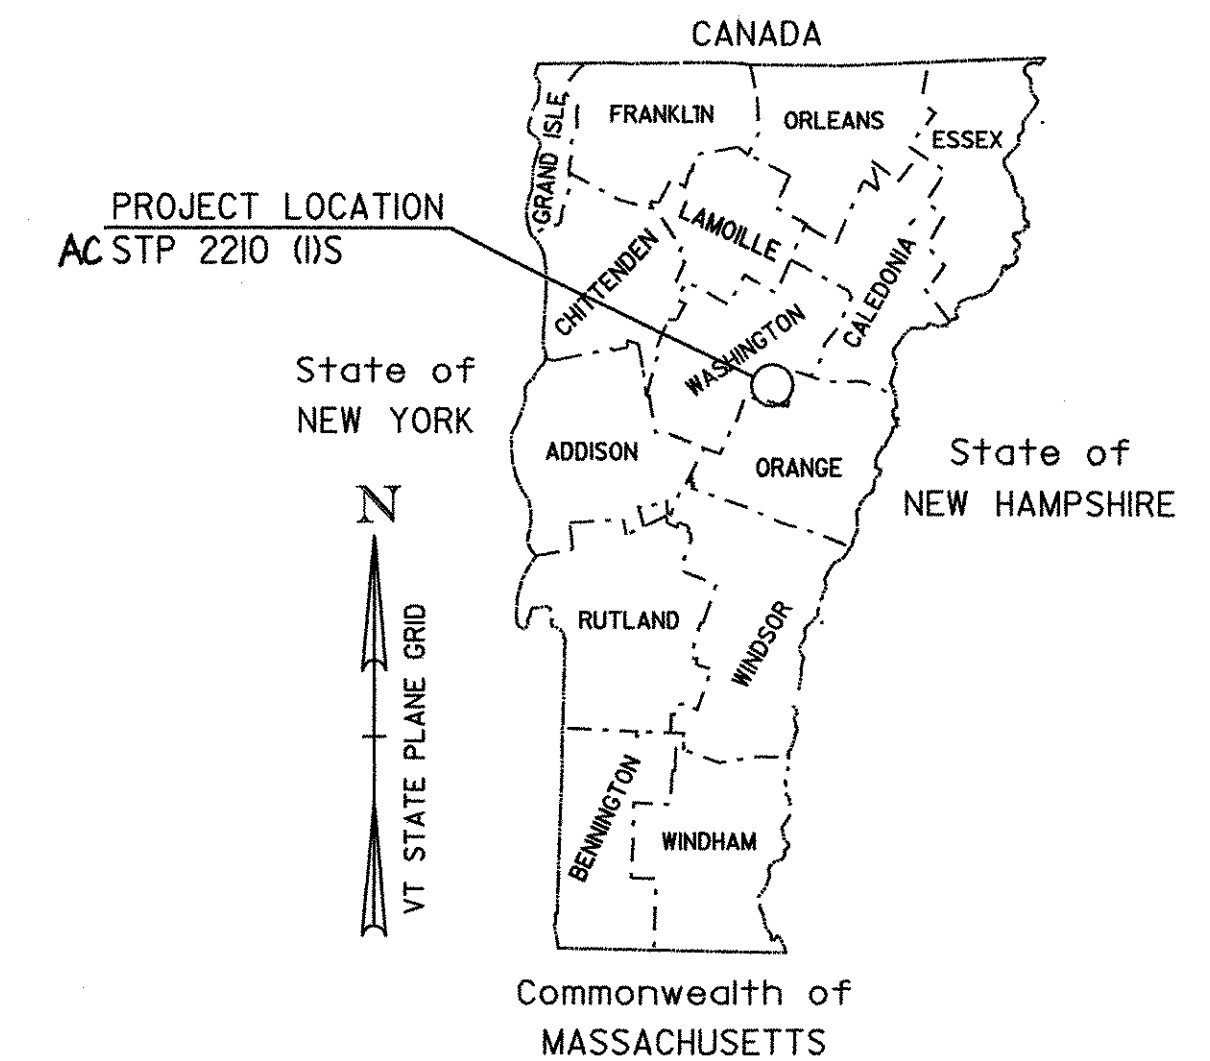 CANADA
FRANKLIN
ORLEANS
ESSEX
GRAND ISLE
PROJECT LOCATION
AC STP 2210 (1)S
LAMOILLE
CHITTENDEN
CALEDONIA
WASHINGTON
State of
NEW YORK
ADDISON
ORANGE
State of
NEW HAMPSHIRE
N
VT STATE PLANE GRID
RUTLAND
WINDSOR
BENNINGTON
WINDHAM
Commonwealth of
MASSACHUSETTS